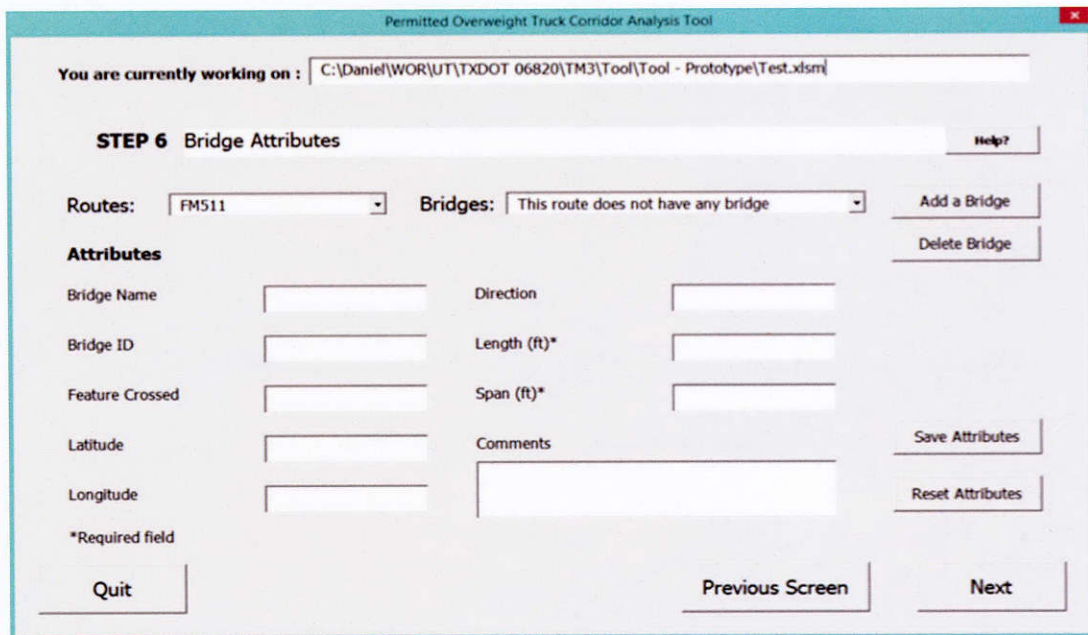 Permitted Overweight Truck Corridor Analysis Tool
You are currently working on : C:\Daniel\WOR\UT\TXDOT 06820\TM3\Tool\Tool - Prototype\Test.xlsm
STEP 6 Bridge Attributes Help?
Routes: FM511 Bridges: This route does not have any bridge Add a Bridge
Delete Bridge
Attributes
Bridge Name Direction
Bridge ID Length (ft)*
Feature Crossed Span (ft)*
Latitude Comments Save Attributes
Longitude Reset Attributes
*Required field
Quit Previous Screen Next